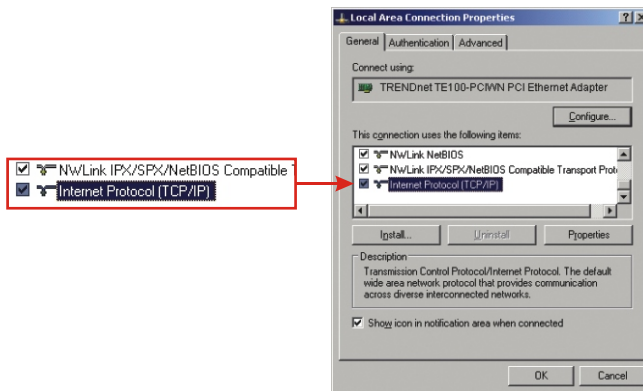 Local Area Connection Properties
General Authentication Advanced
Connect using:
TRENDnet TE100-PCIWN PCI Ethernet Adapter
Configure...
This connection uses the following items:
NWLink NetBIOS
NWLink IPX/SPX/NetBIOS Compatible Transport Prot
Internet Protocol (TCP/IP)
Install... Uninstall Properties
Description
Transmission Control Protocol/Internet Protocol. The default
wide area network protocol that provides communication
across diverse interconnected networks.
Show icon in notification area when connected
OK Cancel
NWLink IPX/SPX/NetBIOS Compatible
Internet Protocol (TCP/IP)